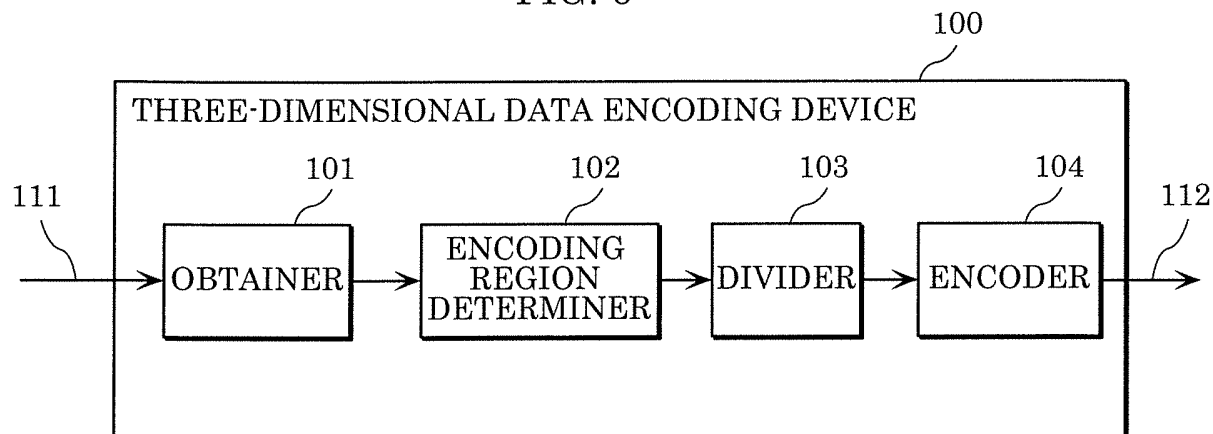 100
THREE-DIMENSIONAL DATA ENCODING DEVICE
101
102
103
104
111
112
OBTAINER
ENCODING
REGION
DETERMINER
DIVIDER
ENCODER